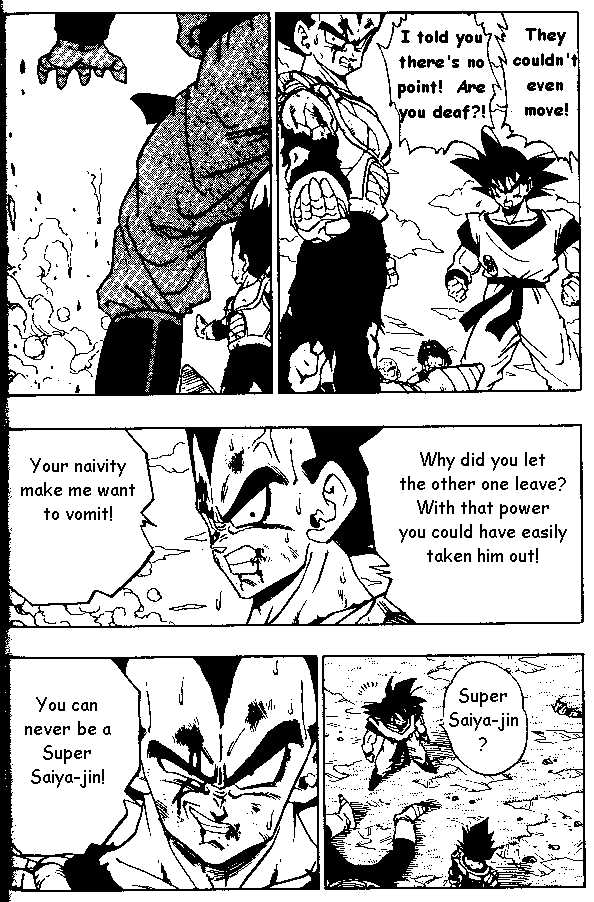 They
couldn't
even
move!
I told you
there's no
point! Are
you deaf?!
Why did you let
the other one leave?
With that power
you could have easily
taken him out!
Your naivity
make me want
to vomit!
Super
Saiya-jin
?
You can
never be a
Super
Saiya-jin!